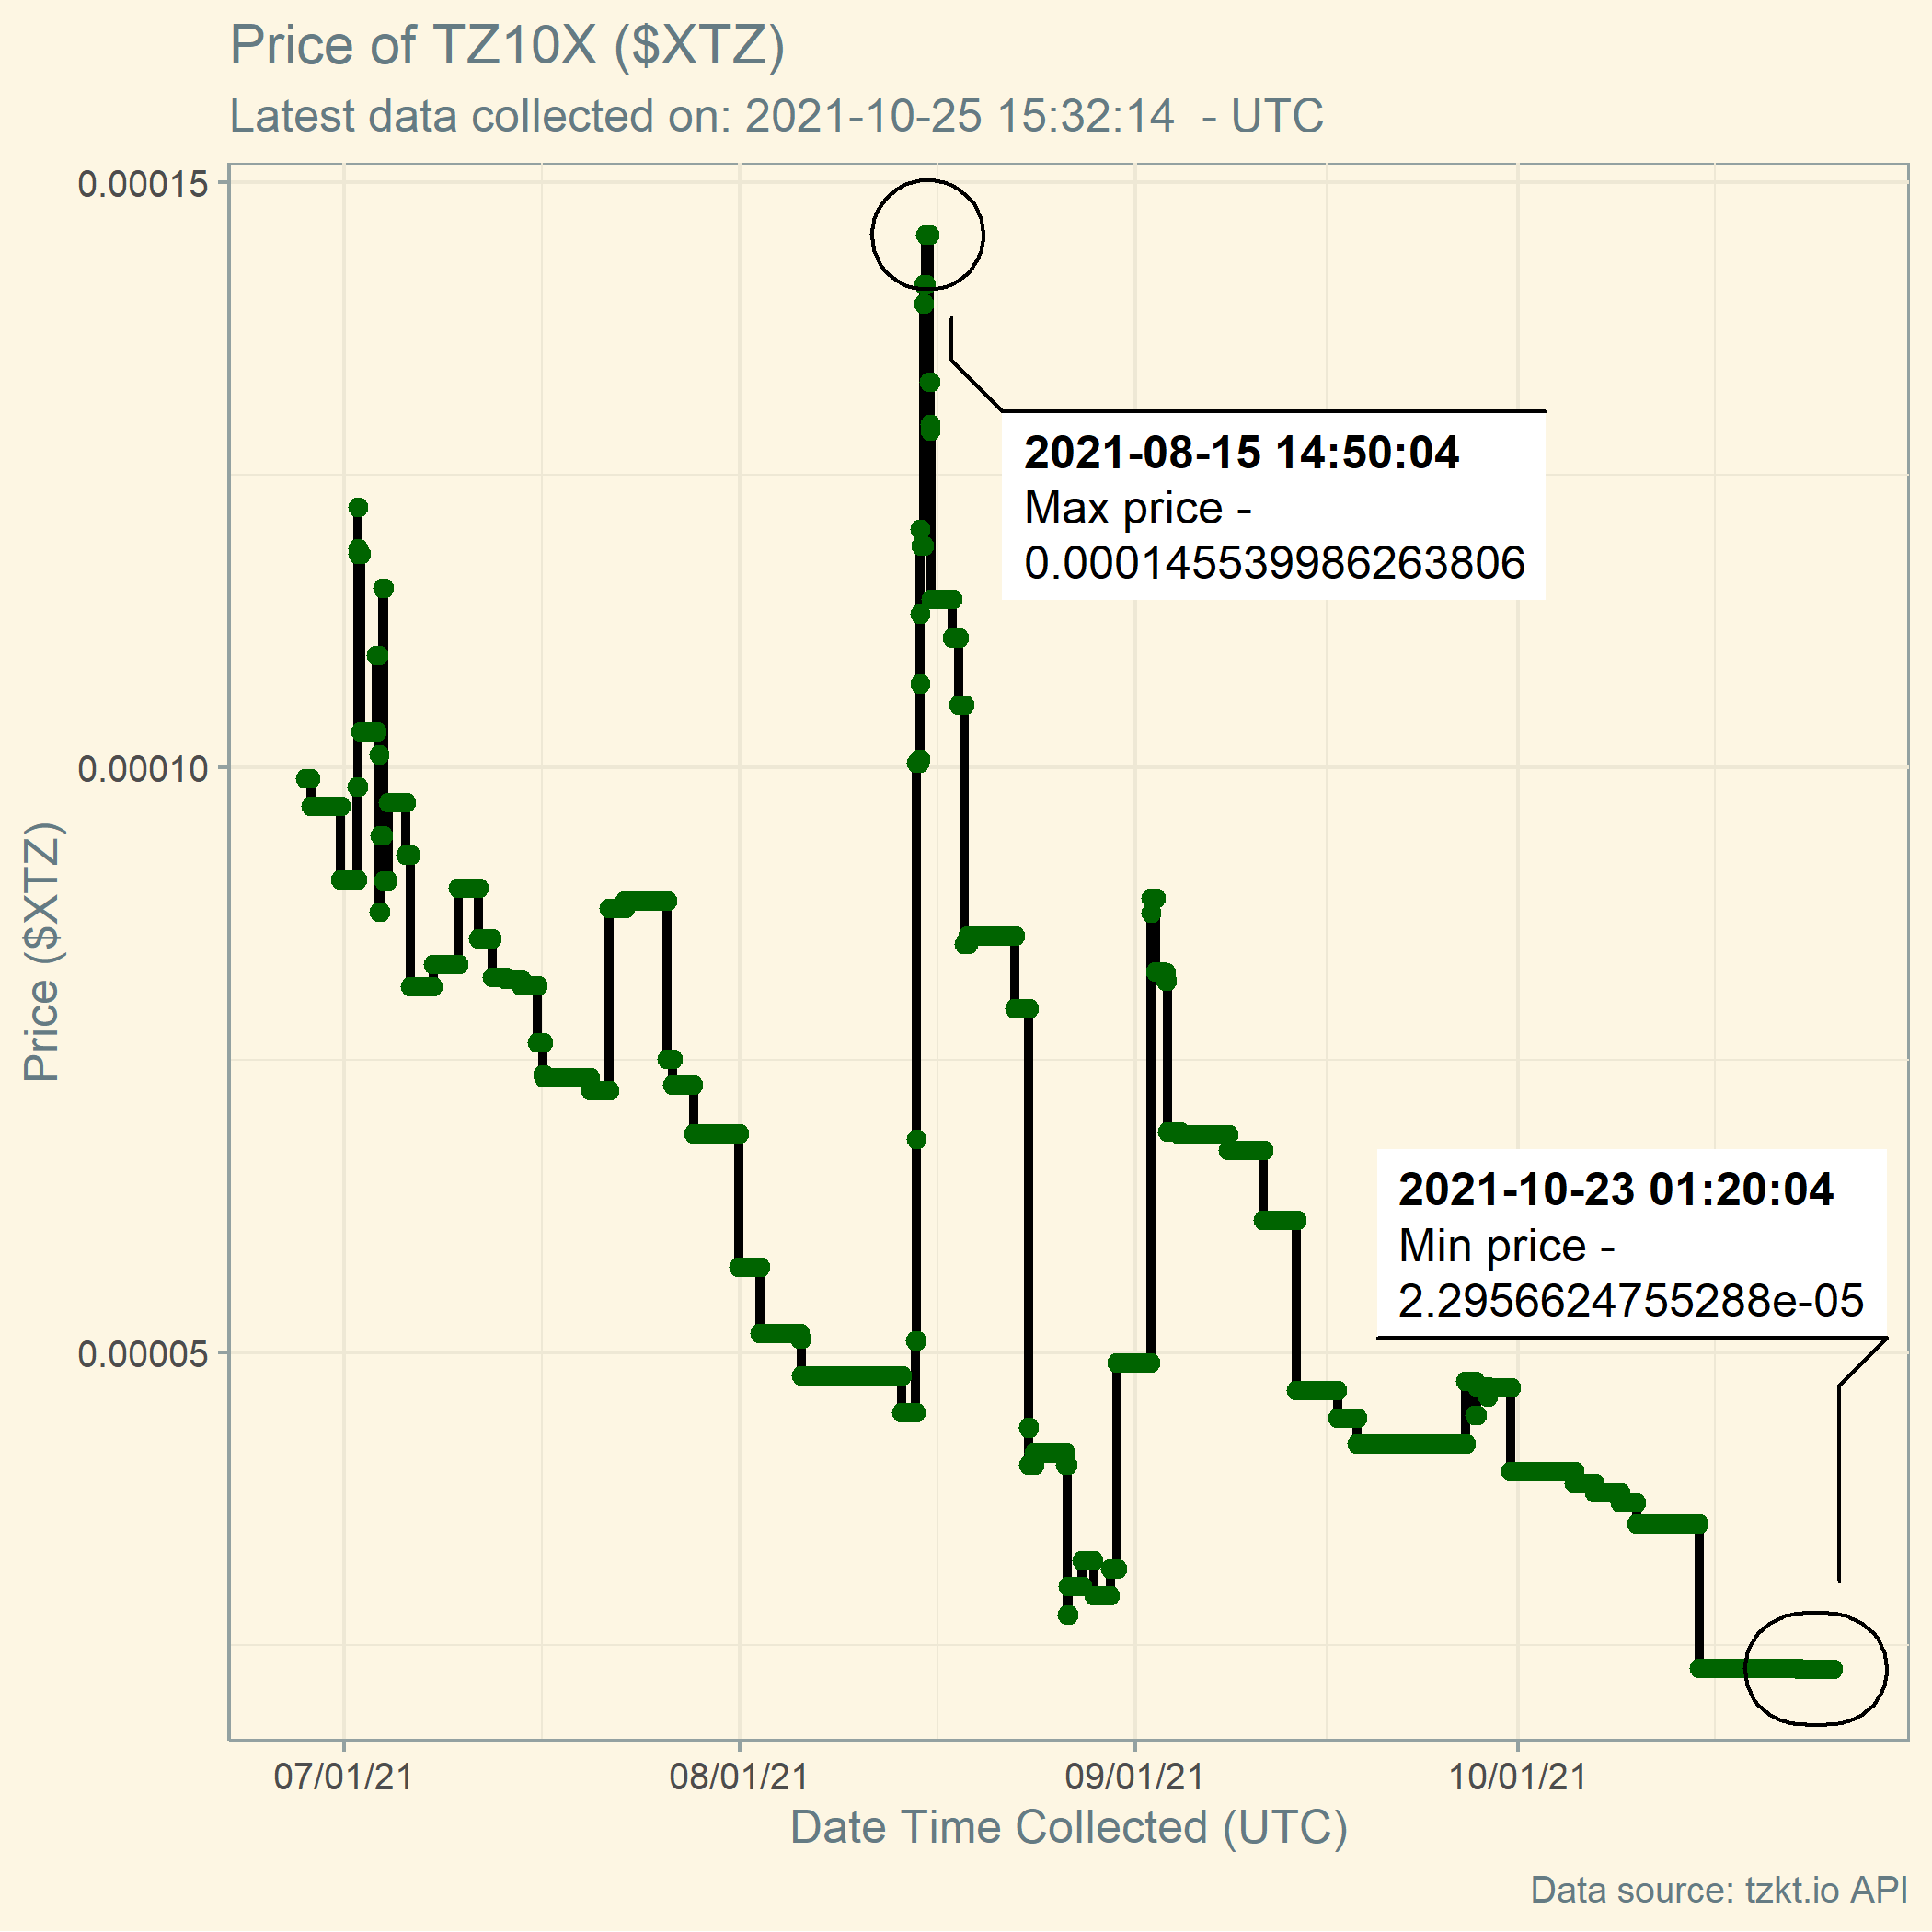 Price of TZ10X ($XTZ)
Latest data collected on: 2021-10-25 15:32:14  - UTC
0.00015
0.00010
0.00005
Price ($XTZ)
2021-08-15 14:50:04
Max price -
0.000145539986263806
2021-10-23 01:20:04
Min price -
2.2956624755288e-05
07/01/21
08/01/21
09/01/21
10/01/21
Date Time Collected (UTC)
Data source: tzkt.io API